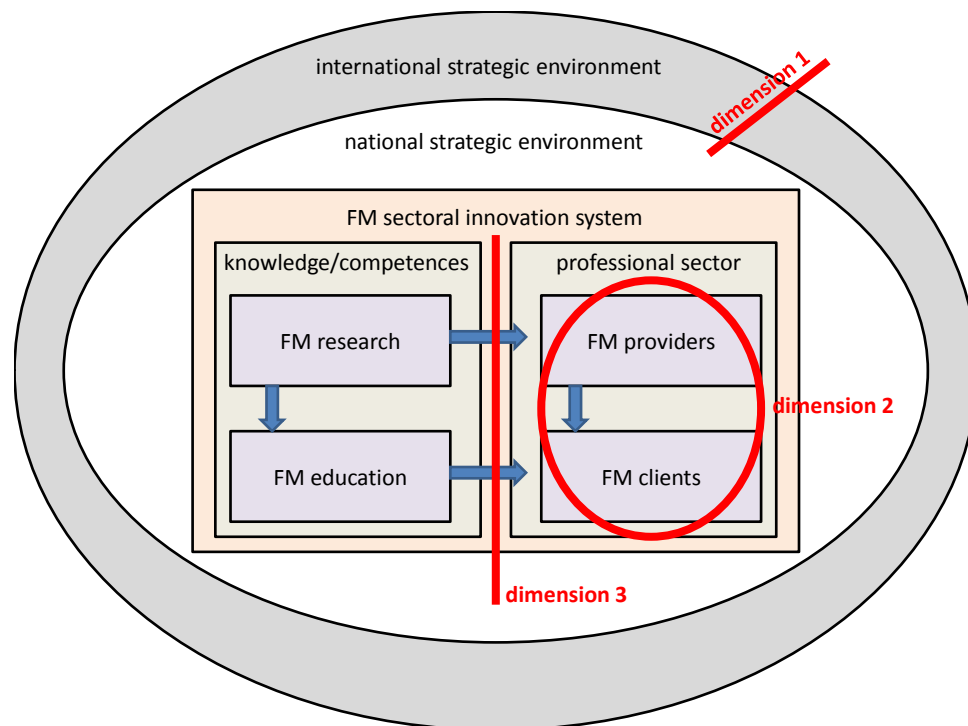 international strategic environment
dimension 1
national strategic environment
FM sectoral innovation system
knowledge/competences
professional sector
FM research
FM providers
dimension 2
FM education
FM clients
dimension 3